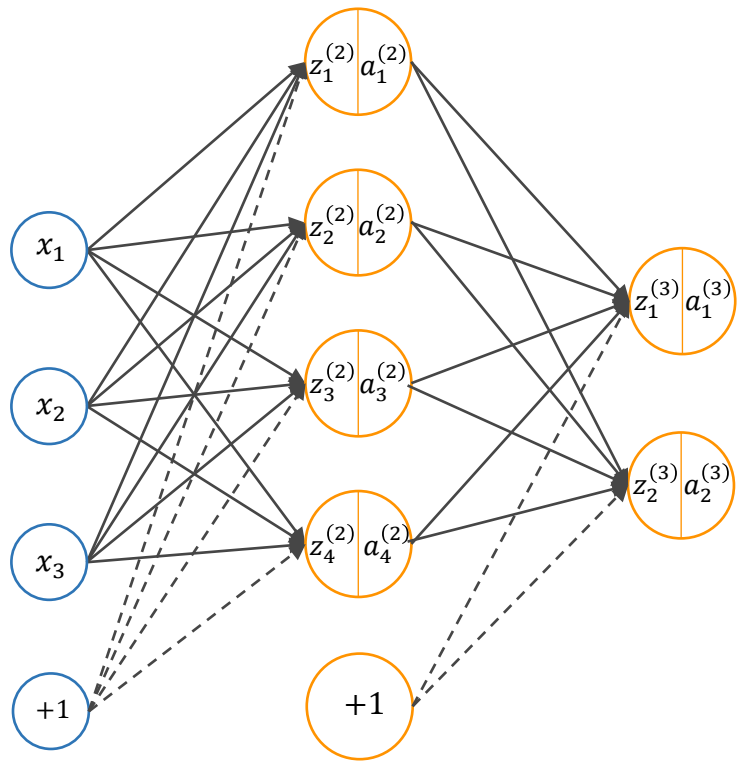 z₁⁽²⁾ a₁⁽²⁾
x₁
z₂⁽²⁾ a₂⁽²⁾
z₁⁽³⁾ a₁⁽³⁾
x₂
z₃⁽²⁾ a₃⁽²⁾
z₂⁽³⁾ a₂⁽³⁾
x₃
z₄⁽²⁾ a₄⁽²⁾
+1
+1